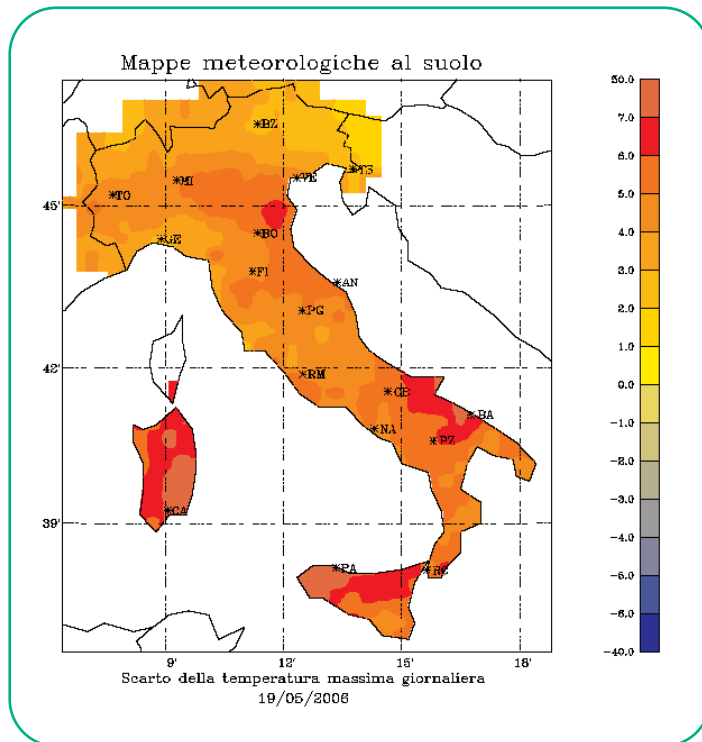 Mappe meteorologiche al suolo
50.0
7.0
6.0
5.0
4.0
3.0
2.0
0.0
-1.0
-2.0
-3.0
-4.0
-6.0
-6.0
-40.0
*BZ
*TS
*VE
*MI
*TO
45'
*BO
*GE
*FI
*AN
*PG
42'
*RM
*CB
*BA
*NA
*PZ
39'
*CA
*PA
*RC
9' 12' 15' 18'
Scarto della temperatura massima giornaliera
19/05/2006